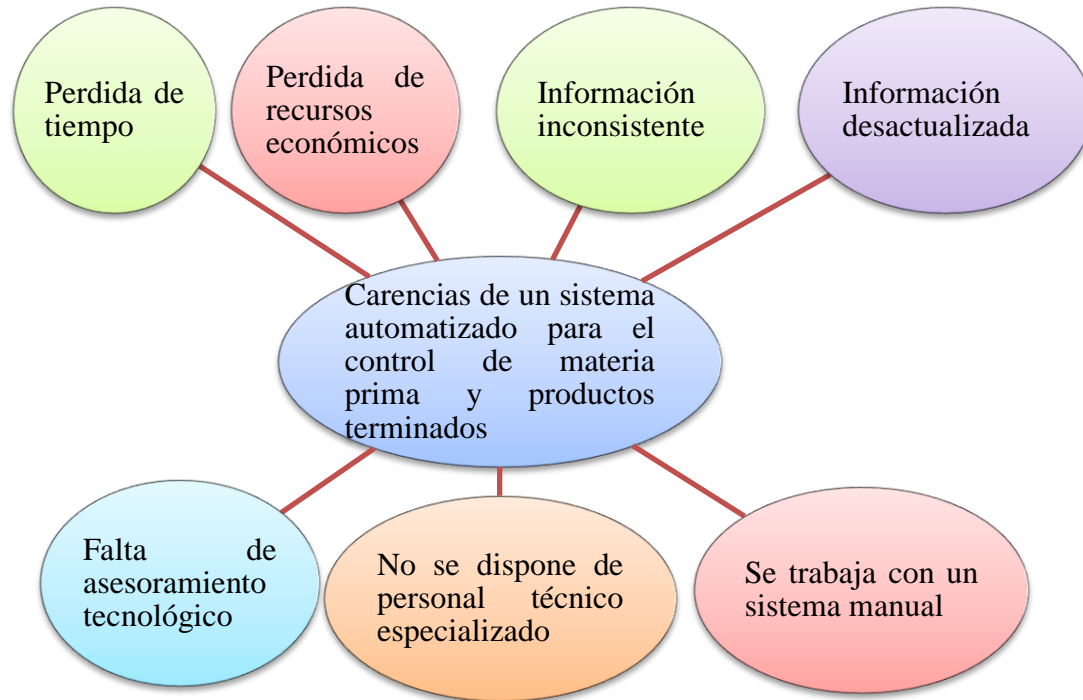 Perdida de
tiempo
Perdida de
recursos
económicos
Información
inconsistente
Información
desactualizada
Carencias de un sistema
automatizado para el
control de materia
prima y productos
terminados
Falta de
asesoramiento
tecnológico
No se dispone de
personal técnico
especializado
Se trabaja con un
sistema manual